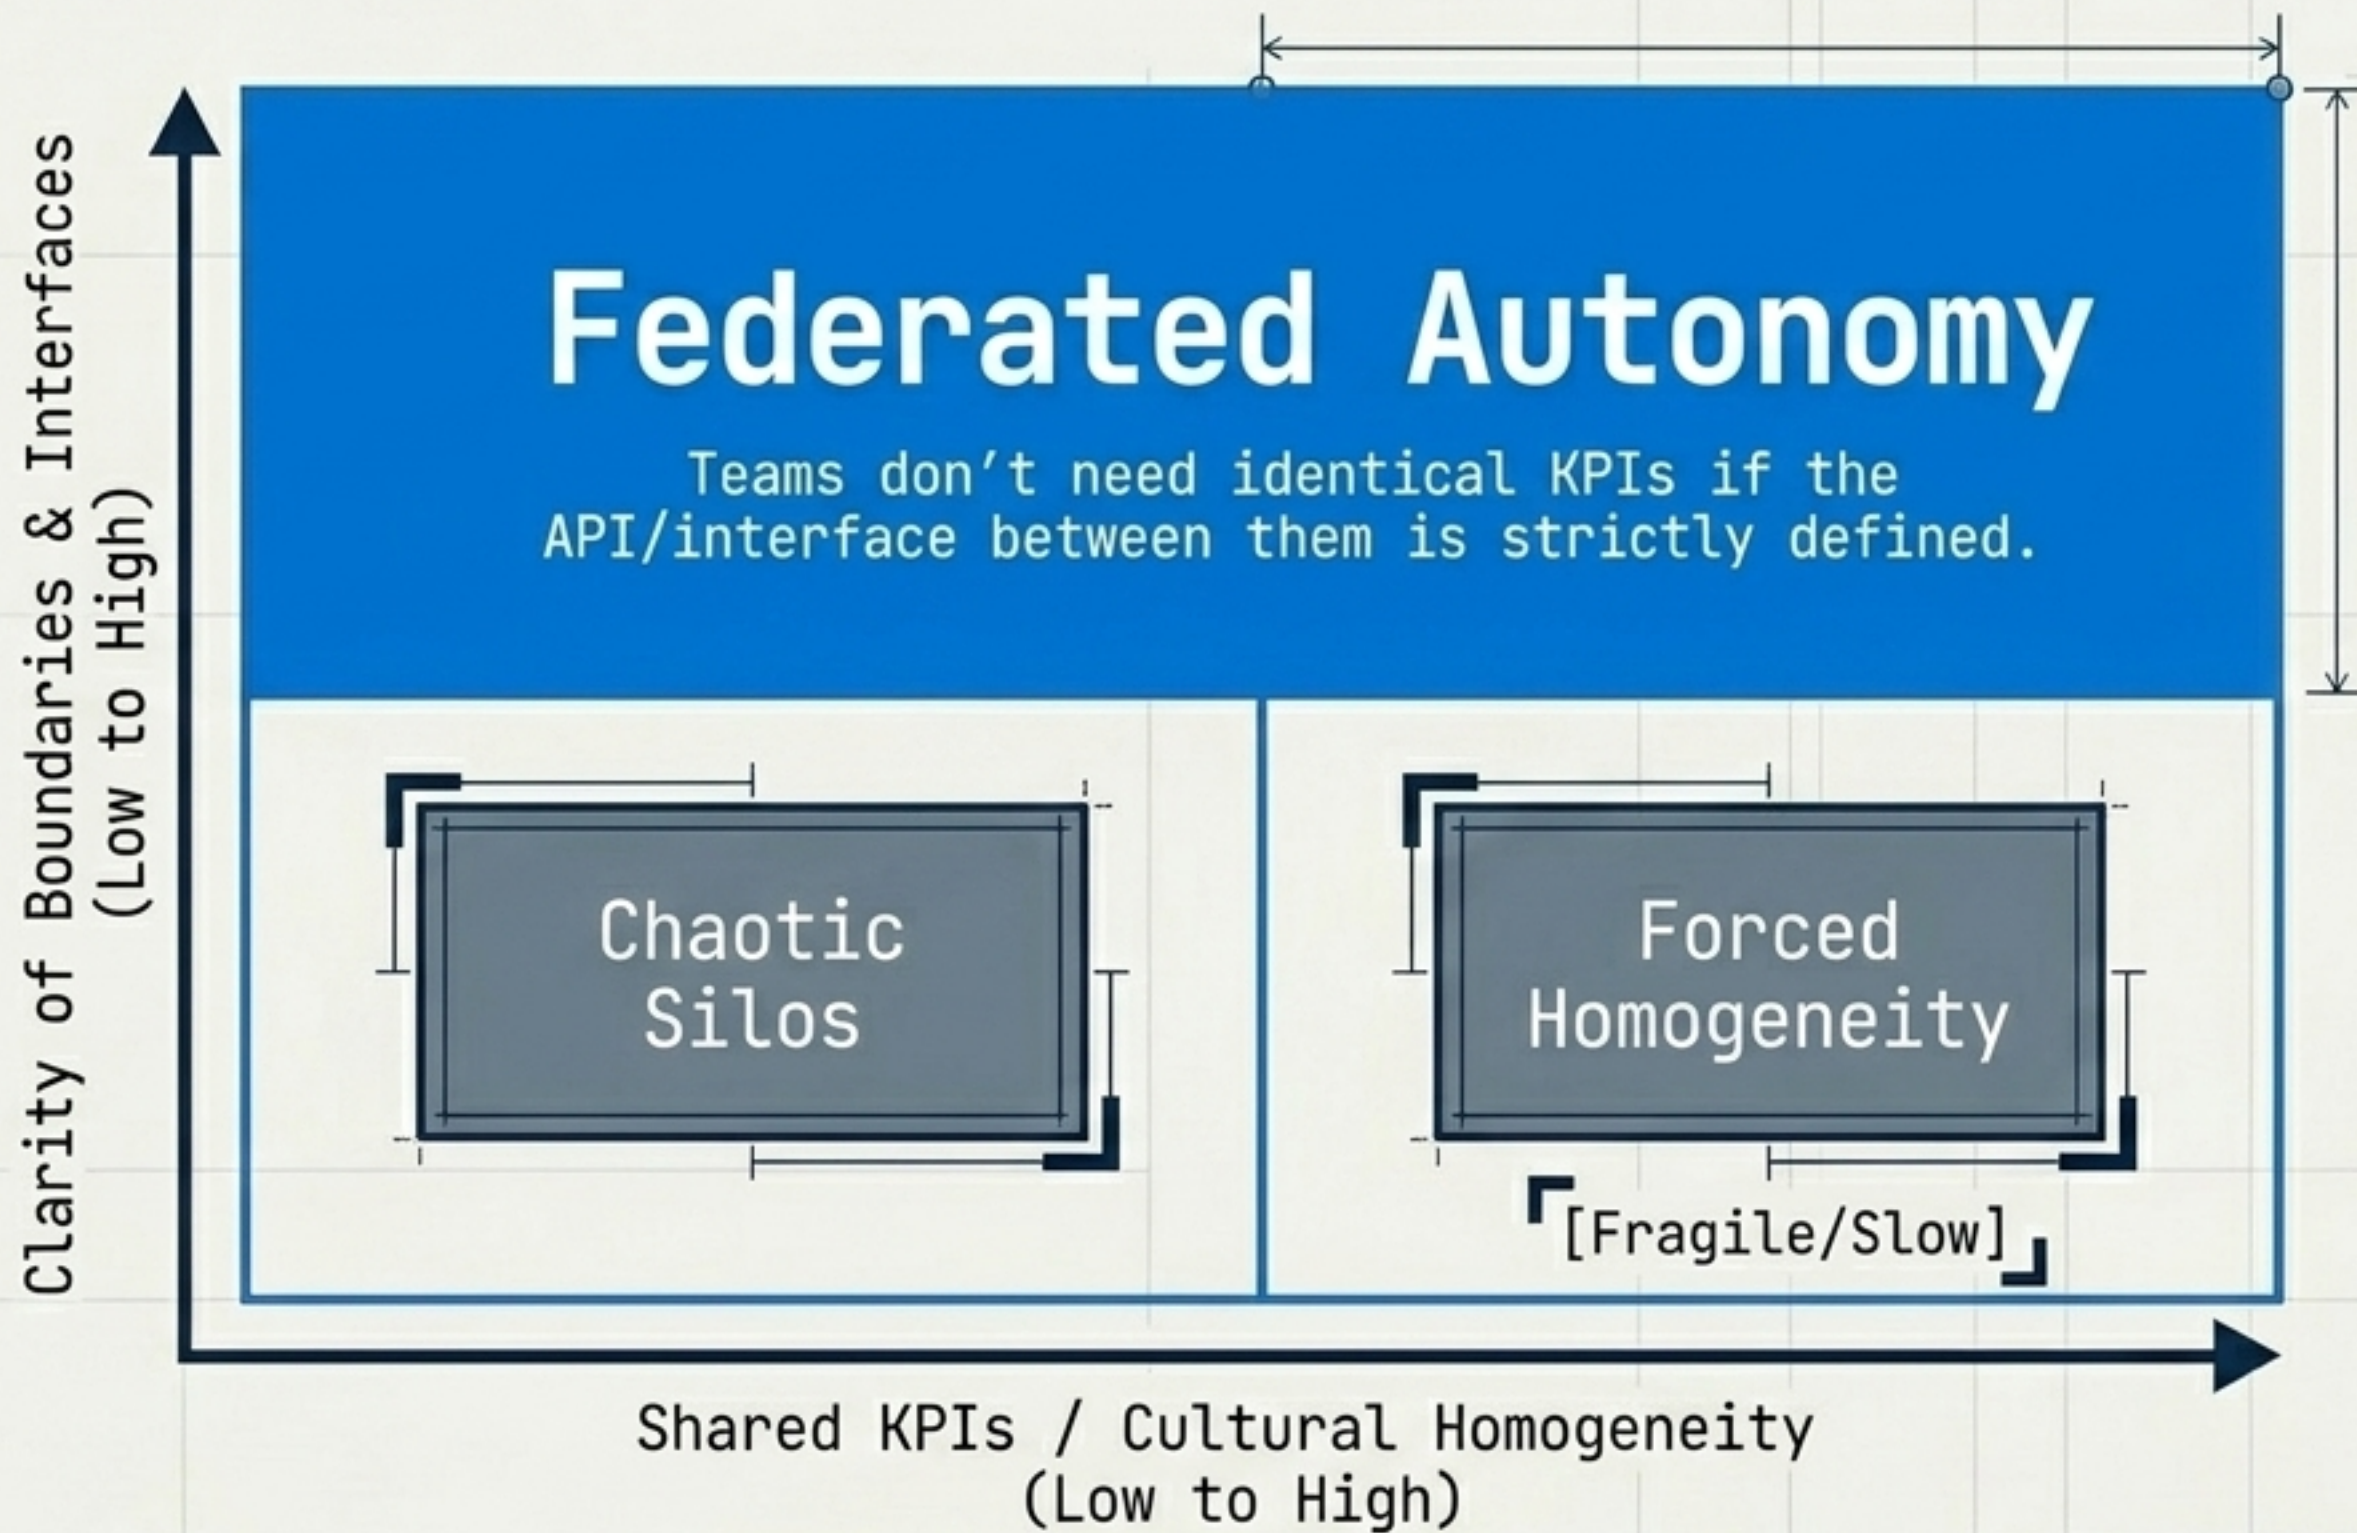 Clarity of Boundaries & Interfaces
(Low to High)
Federated Autonomy
Teams don’t need identical KPIs if the
API/interface between them is strictly defined.
Chaotic
Silos
Forced
Homogeneity
[Fragile/Slow]
Shared KPIs / Cultural Homogeneity
(Low to High)